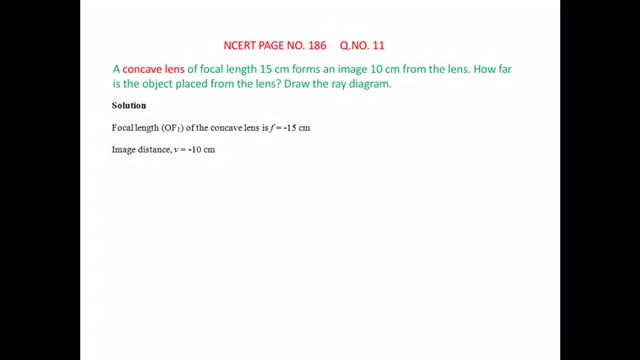 NCERT PAGE NO. 186 Q.NO. 11
A concave lens of focal length 15 cm forms an image 10 cm from the lens. How far
is the object placed from the lens? Draw the ray diagram.
Solution
Focal length (OF₁) of the concave lens is f = -15 cm
Image distance, v = -10 cm